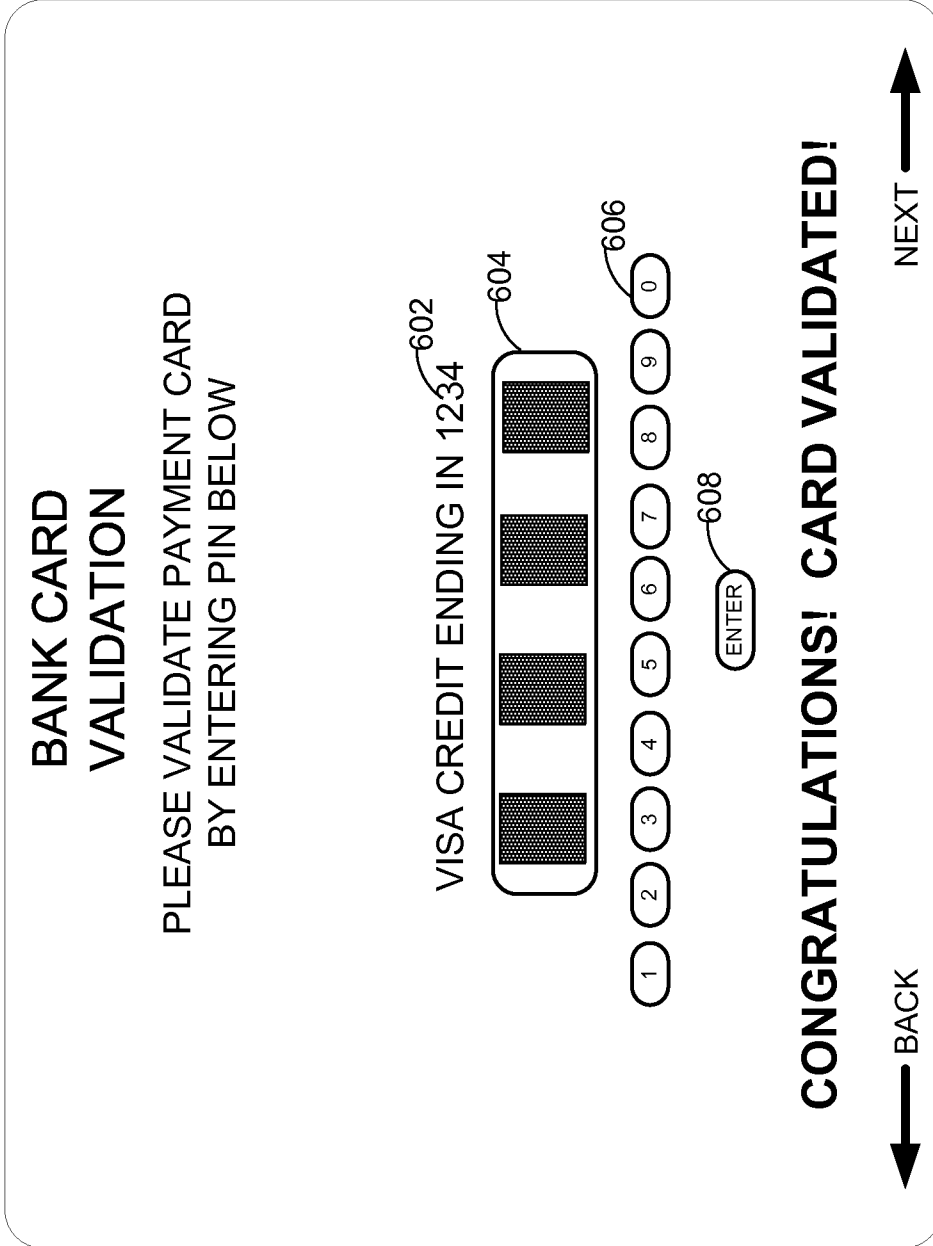 BANK CARD
VALIDATION
PLEASE VALIDATE PAYMENT CARD
BY ENTERING PIN BELOW
VISA CREDIT ENDING IN 1234
602
604
1 2 3 4 5 6 7 8 9 0
606
ENTER
608
CONGRATULATIONS! CARD VALIDATED!
BACK NEXT